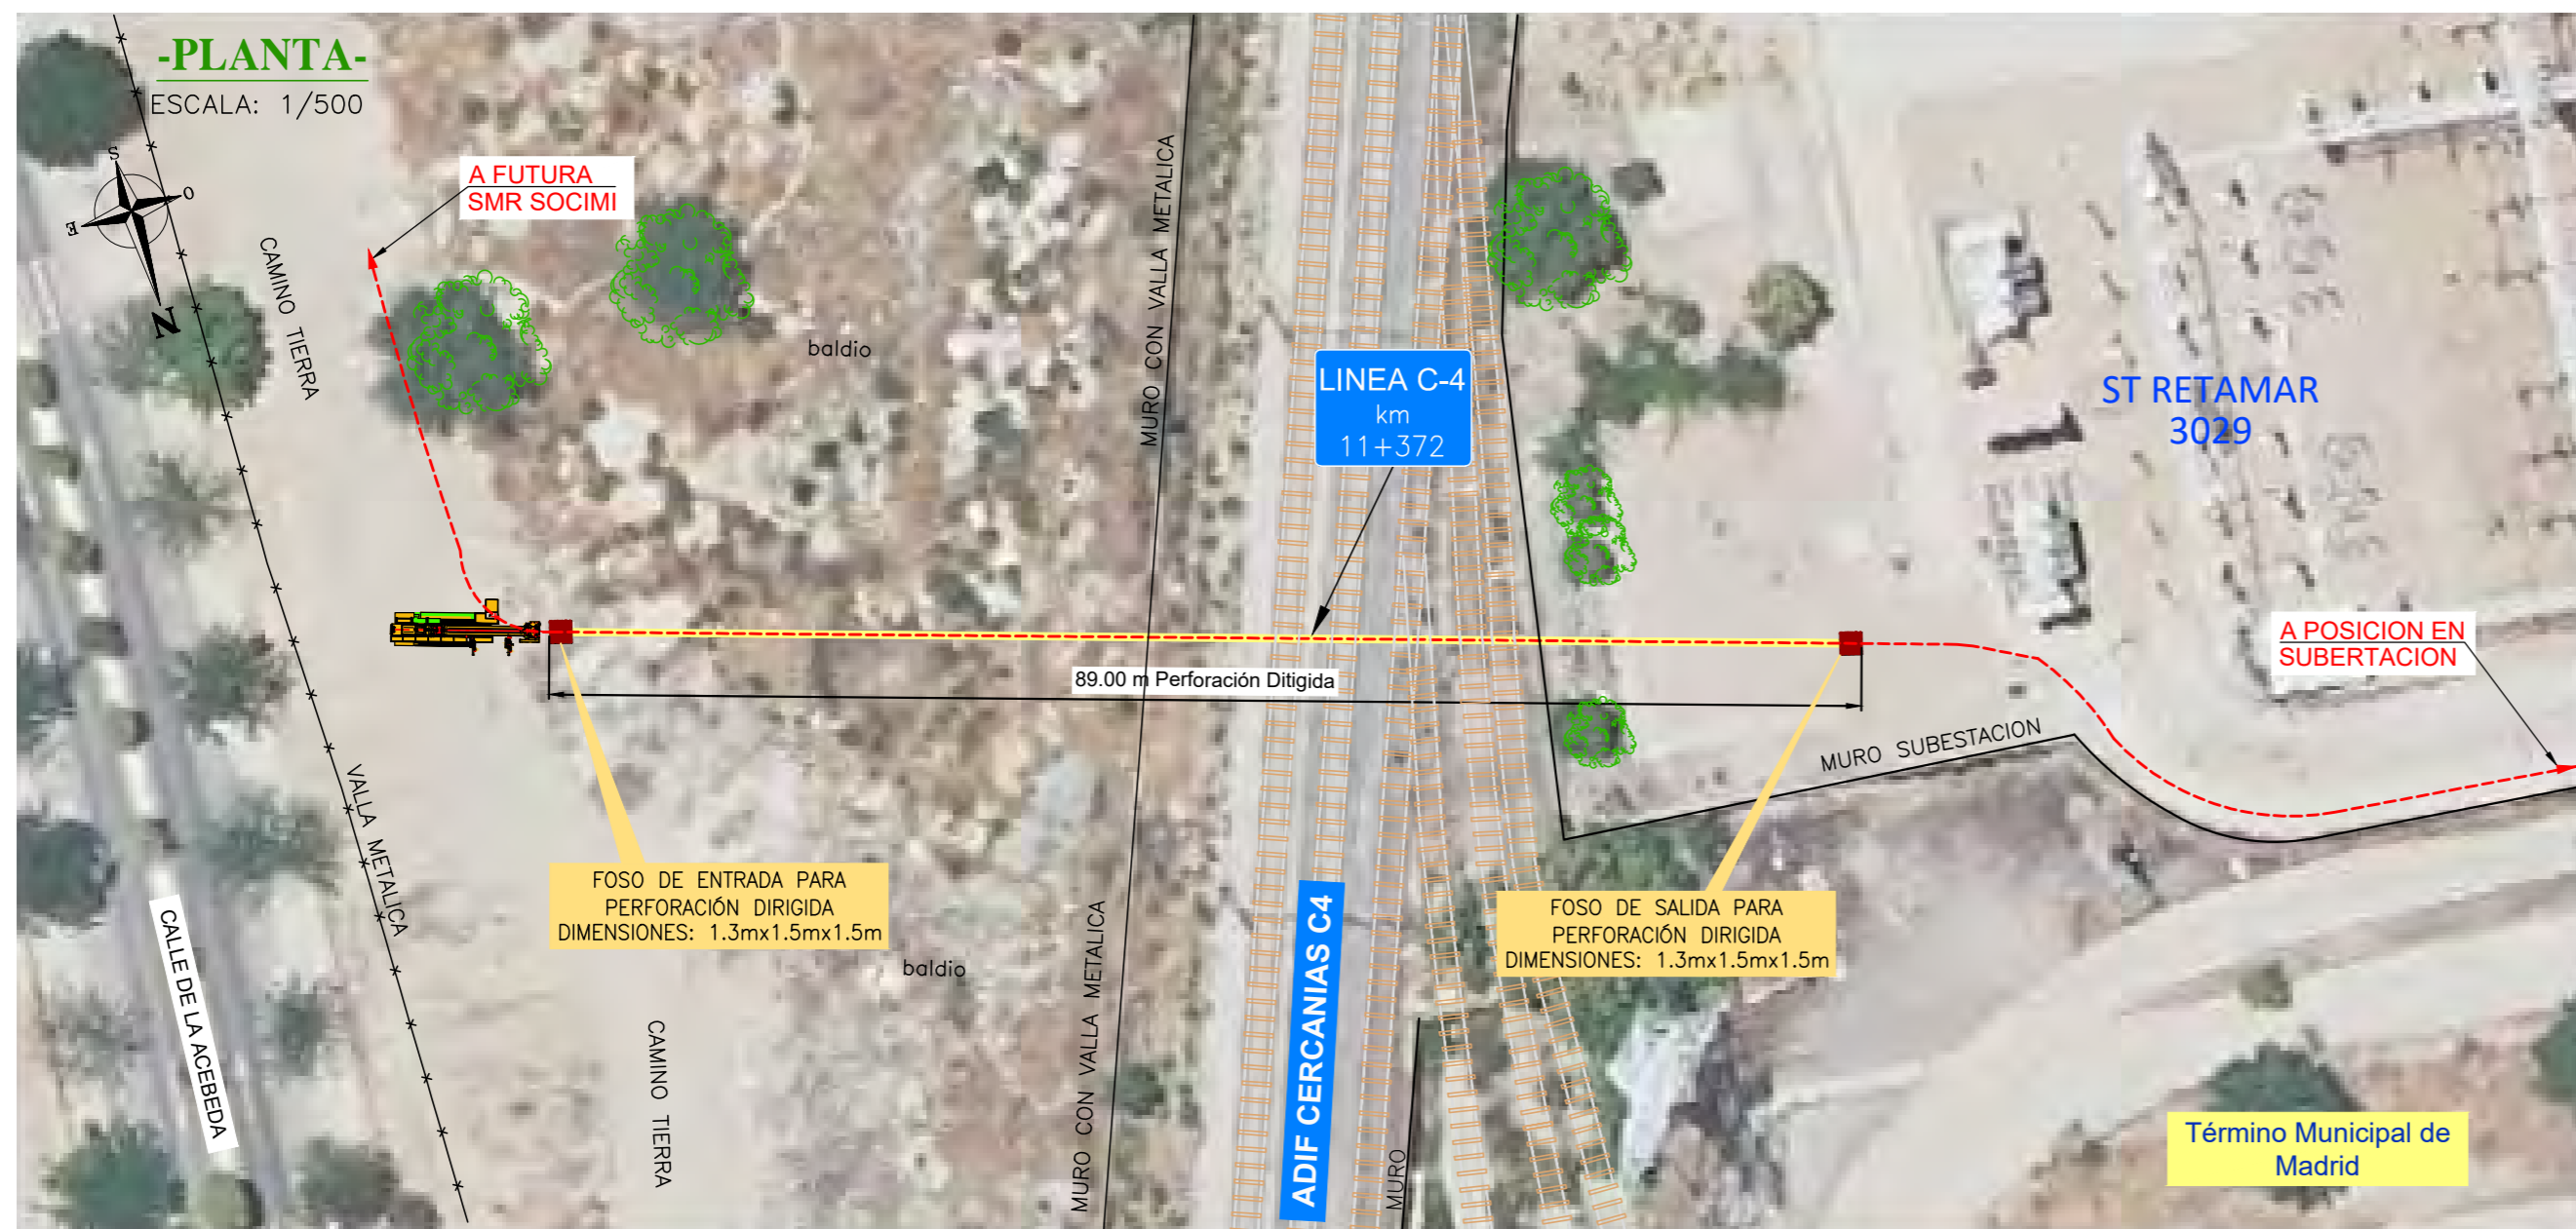 -PLANTA-
ESCALA: 1/500
S
O
E
N
A FUTURA
SMR SOCIMI
CAMINO TIERRA
baldio
MURO CON VALLA METALICA
LINEA C-4
km
11+372
ST RETAMAR
3029
A POSICION EN
SUBERTACION
89.00 m Perforación Ditigida
MURO SUBESTACION
VALLA METALICA
FOSO DE ENTRADA PARA
PERFORACIÓN DIRIGIDA
DIMENSIONES: 1.3mx1.5mx1.5m
FOSO DE SALIDA PARA
PERFORACIÓN DIRIGIDA
DIMENSIONES: 1.3mx1.5mx1.5m
CALLE DE LA ACEBEDA
baldio
CAMINO TIERRA
MURO CON VALLA METALICA
ADIF CERCANIAS C4
MURO
Término Municipal de
Madrid